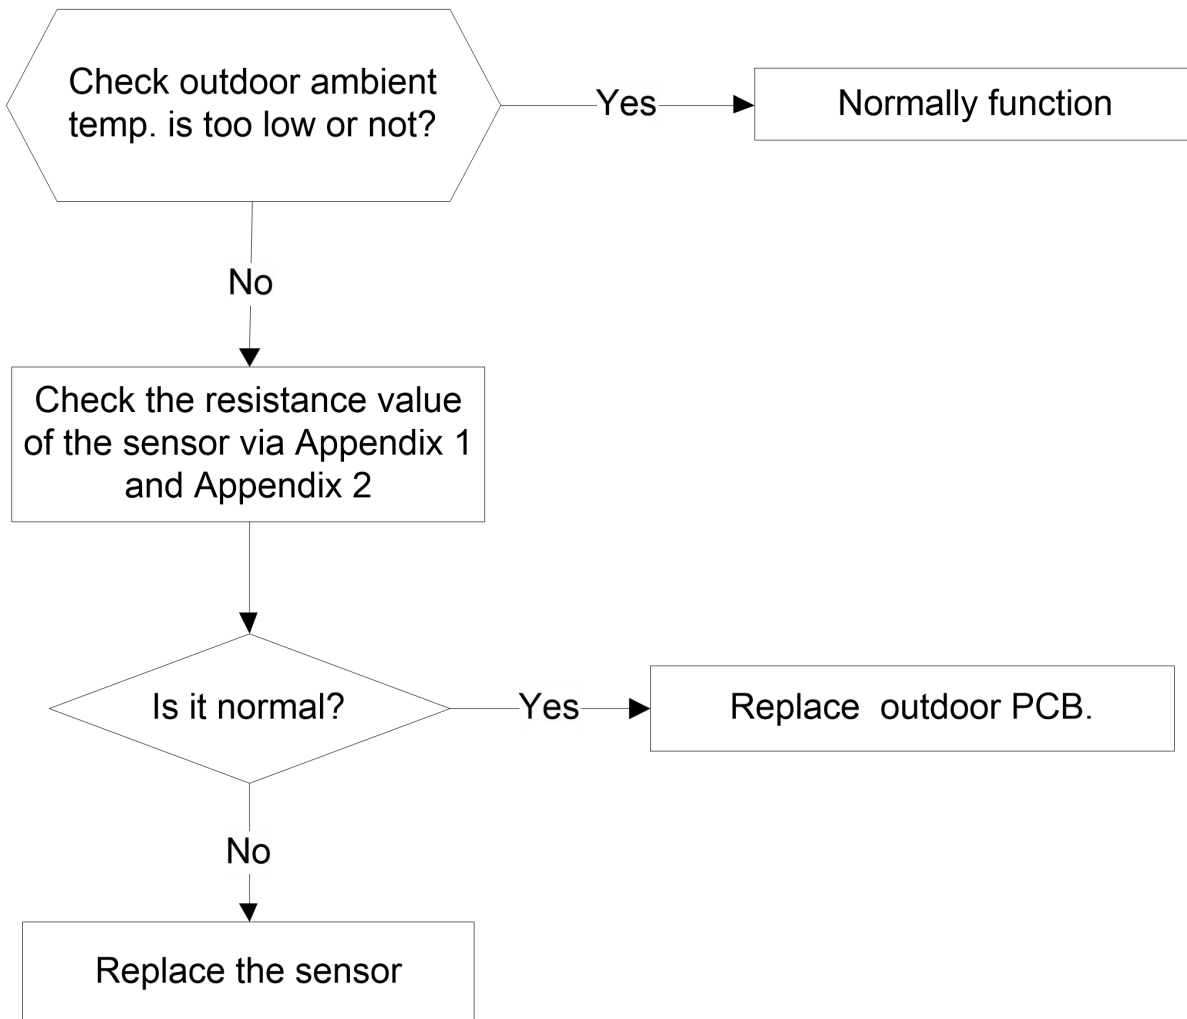 Check outdoor ambient
temp. is too low or not?
Yes
Normally function
No
Check the resistance value
of the sensor via Appendix 1
and Appendix 2
Is it normal?
Yes
Replace outdoor PCB.
No
Replace the sensor